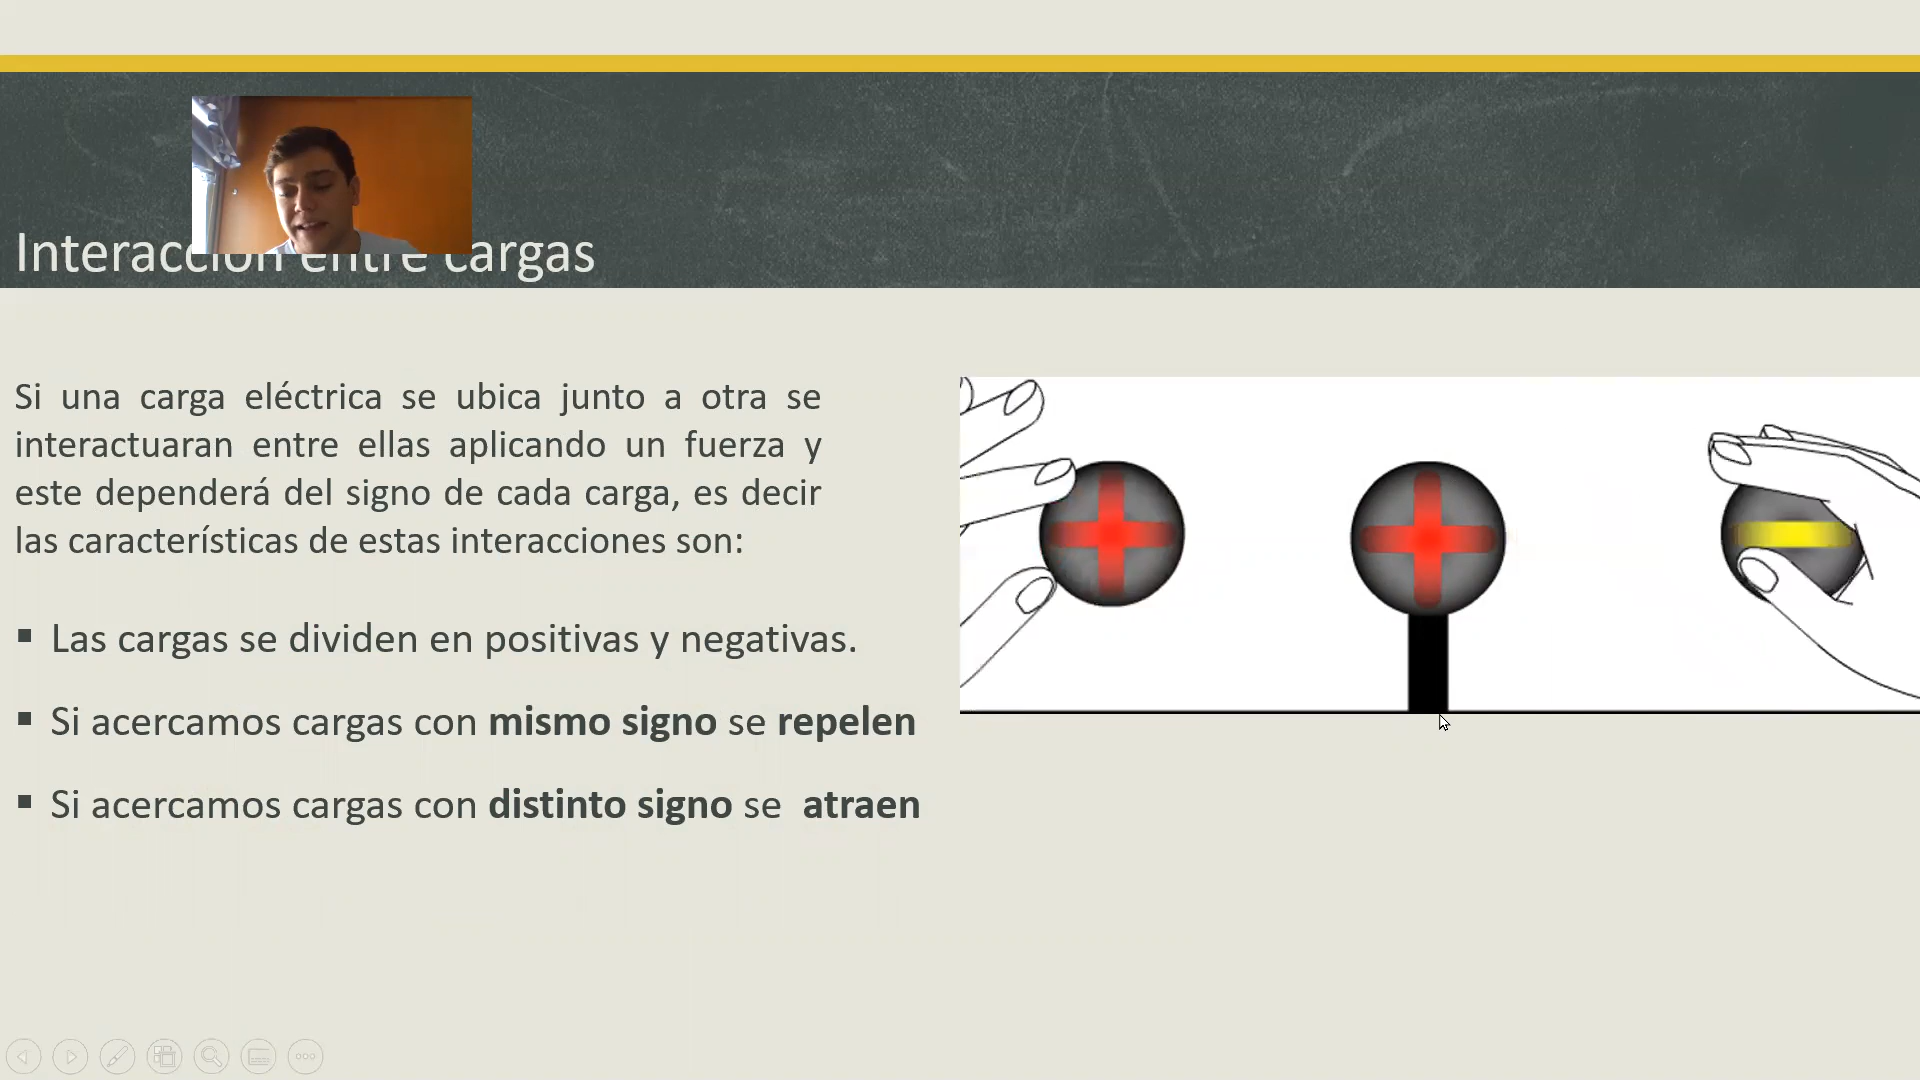 Interacción entre cargas
Si una carga eléctrica se ubica junto a otra se
interactuaran entre ellas aplicando un fuerza y
este dependerá del signo de cada carga, es decir
las características de estas interacciones son:
▪ Las cargas se dividen en positivas y negativas.
▪ Si acercamos cargas con mismo signo se repelen
▪ Si acercamos cargas con distinto signo se atraen